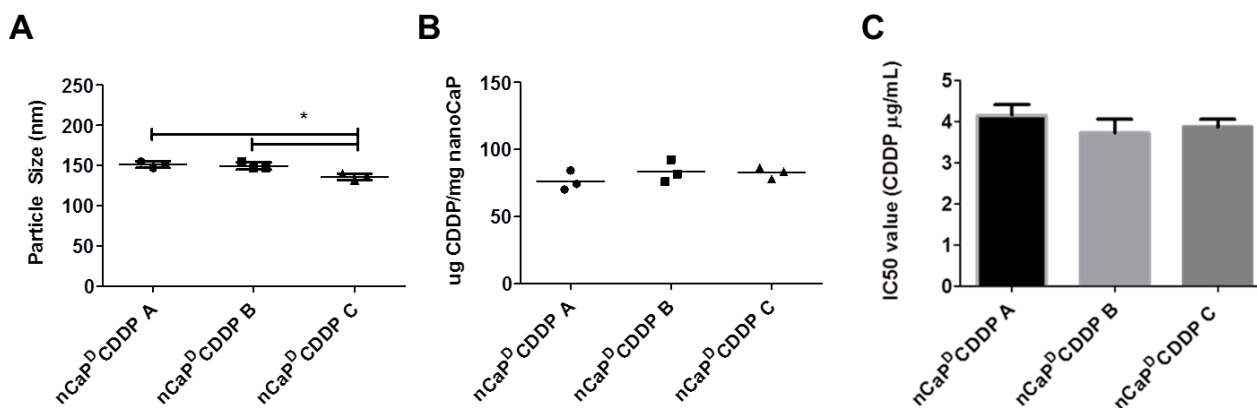 A
Particle Size (nm)
250
200
150
100
50
0
*
nCaPᴰCDDP A
nCaPᴰCDDP B
nCaPᴰCDDP C
B
ug CDDP/mg nanoCaP
150
100
50
0
nCaPᴰCDDP A
nCaPᴰCDDP B
nCaPᴰCDDP C
C
IC50 value (CDDP μg/mL)
5
4
3
2
1
0
nCaPᴰCDDP A
nCaPᴰCDDP B
nCaPᴰCDDP C